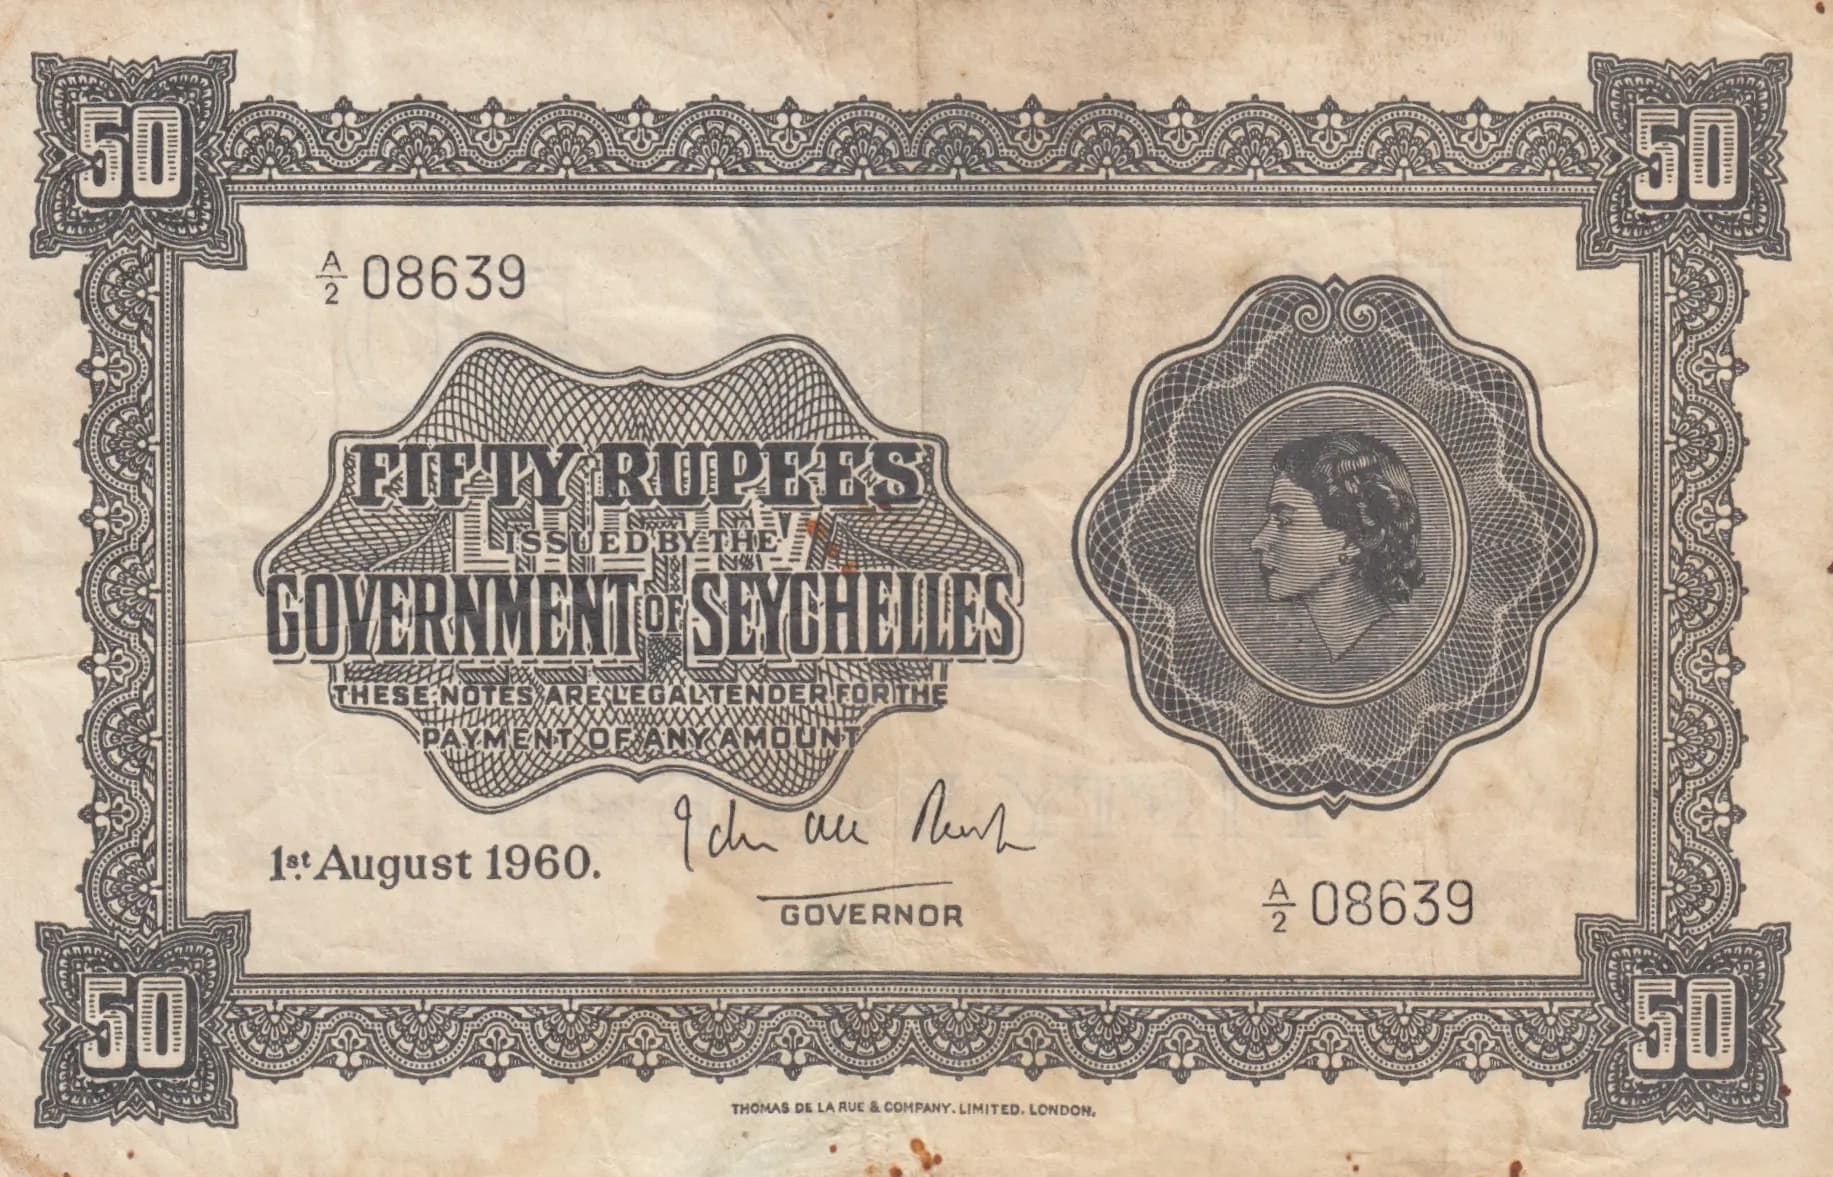 50 50
A/2 08639
FIFTY RUPEES
ISSUED BY THE
GOVERNMENT OF SEYCHELLES
THESE NOTES ARE LEGAL TENDER FOR THE
PAYMENT OF ANY AMOUNT
1st. August 1960.
GOVERNOR
A/2 08639
50 50
THOMAS DE LA RUE & COMPANY. LIMITED. LONDON.